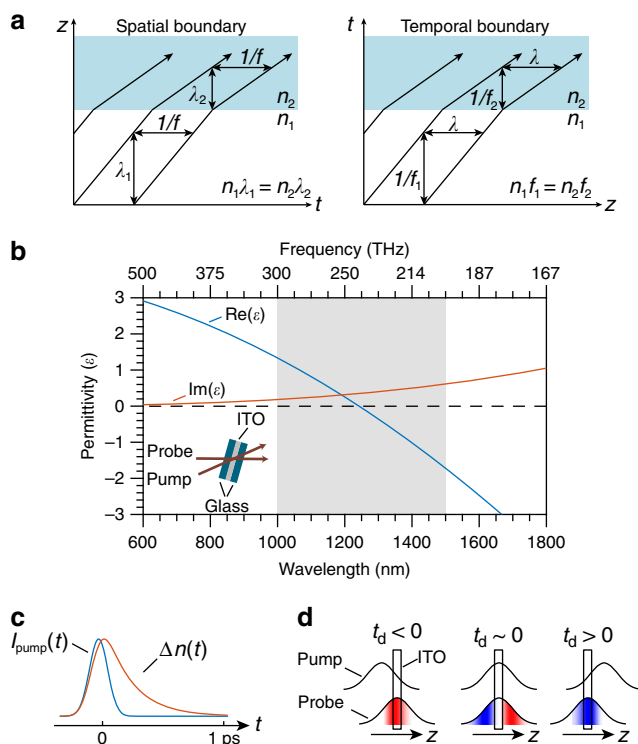 a
Spatial boundary
z
1/f
λ2
n2
n1
1/f
λ1
n1λ1 = n2λ2
t
Temporal boundary
t
λ
1/f2
n2
n1
λ
1/f1
n1f1 = n2f2
z
b
Frequency (THz)
500 375 300 250 214 187 167
Permittivity (ε)
3
2
1
0
−1
−2
−3
Re(ε)
Im(ε)
ITO
Probe
Pump
Glass
600 800 1000 1200 1400 1600 1800
Wavelength (nm)
c
Ipump(t)
Δn(t)
t
0 1 ps
d
td < 0 td ~ 0 td > 0
Pump
ITO
Probe
z z z